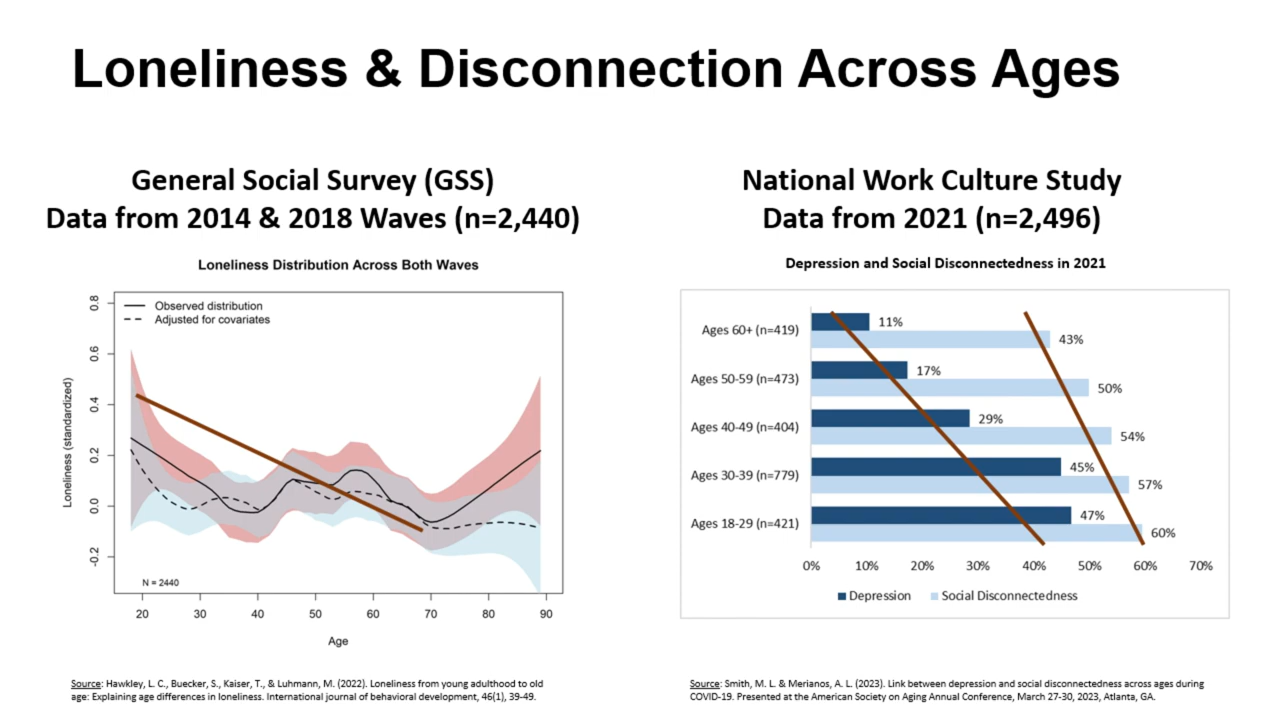 Loneliness & Disconnection Across Ages
General Social Survey (GSS)
Data from 2014 & 2018 Waves (n=2,440)
Loneliness Distribution Across Both Waves
Observed distribution
Adjusted for covariates
Loneliness (standardized)
0.8
0.6
0.4
0.2
0.0
-0.2
N = 2440
20 30 40 50 60 70 80 90
Age
Source: Hawkley, L. C., Buecker, S., Kaiser, T., & Luhmann, M. (2022). Loneliness from young adulthood to old
age: Explaining age differences in loneliness. International journal of behavioral development, 46(1), 39-49.
National Work Culture Study
Data from 2021 (n=2,496)
Depression and Social Disconnectedness in 2021
Ages 60+ (n=419) 11%
43%
Ages 50-59 (n=473) 17%
50%
Ages 40-49 (n=404) 29%
54%
Ages 30-39 (n=779) 45%
57%
Ages 18-29 (n=421) 47%
60%
0% 10% 20% 30% 40% 50% 60% 70%
Depression Social Disconnectedness
Source: Smith, M. L. & Merianos, A. L. (2023). Link between depression and social disconnectedness across ages during
COVID-19. Presented at the American Society on Aging Annual Conference, March 27-30, 2023, Atlanta, GA.